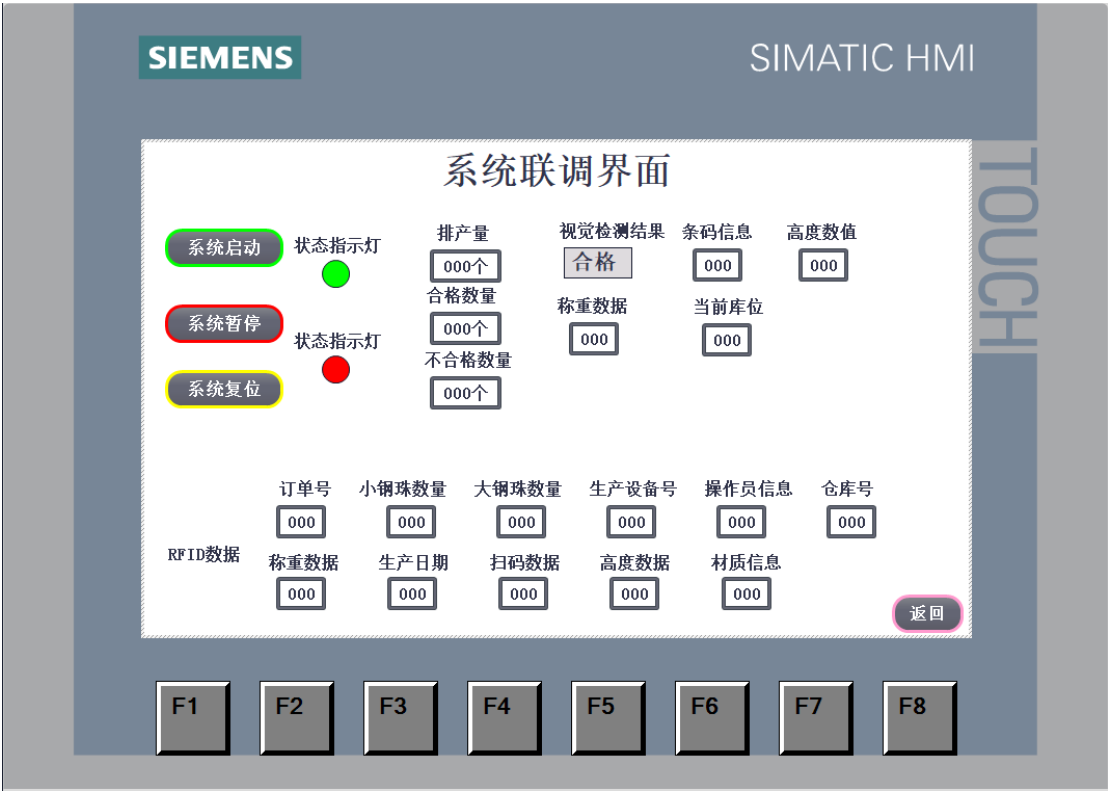 SIEMENS
SIMATIC HMI
TOUCH
系统联调界面
系统启动
状态指示灯
排产量
000个
视觉检测结果
合格
条码信息
000
高度数值
000
系统暂停
状态指示灯
合格数量
000个
称重数据
000
当前库位
000
系统复位
不合格数量
000个
RFID数据
订单号 小钢珠数量 大钢珠数量 生产设备号 操作员信息 仓库号
000 000 000 000 000 000
称重数据 生产日期 扫码数据 高度数据 材质信息
000 000 000 000 000
返回
F1 F2 F3 F4 F5 F6 F7 F8